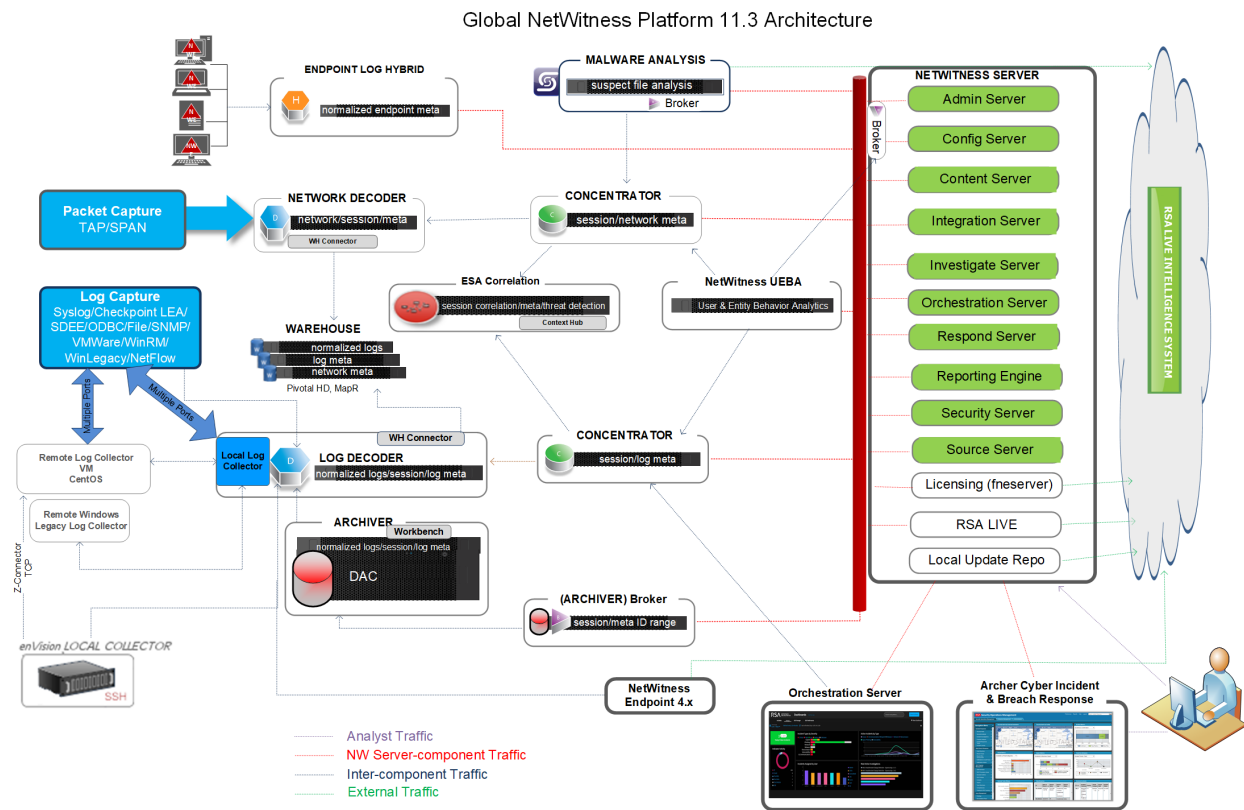 Global NetWitness Platform 11.3 Architecture
ENDPOINT LOG HYBRID
normalized endpoint meta
H
N
N
N
NW
MALWARE ANALYSIS
suspect file analysis
Broker
NETWITNESS SERVER
Broker
Admin Server
Config Server
Content Server
Integration Server
Investigate Server
Orchestration Server
Respond Server
Reporting Engine
Security Server
Source Server
Licensing (fneserver)
RSA LIVE
Local Update Repo
RSA LIVE INTELLIGENCE SYSTEM
Packet Capture
TAP/SPAN
NETWORK DECODER
D
network/session/meta
WH Connector
CONCENTRATOR
C
session/network meta
Log Capture
Syslog/Checkpoint LEA/
SDEE/ODBC/File/SNMP/
VMWare/WinRM/
WinLegacy/NetFlow
ESA Correlation
session correlation/meta/threat detection
Context Hub
NetWitness UEBA
User & Entity Behavior Analytics
WAREHOUSE
normalized logs
log meta
network meta
Pivotal HD, MapR
Multiple Ports
Multiple Ports
Remote Log Collector
VM
CentOS
Remote Windows
Legacy Log Collector
WH Connector
Local Log
Collector
D
LOG DECODER
normalized logs/session/log meta
CONCENTRATOR
C
session/log meta
ARCHIVER
Workbench
normalized logs/session/log meta
DAC
Z-Connector
TCP
(ARCHIVER) Broker
session/meta ID range
enVision LOCAL COLLECTOR
SSH
NetWitness
Endpoint 4.x
Orchestration Server
RSA
Archer Cyber Incident
& Breach Response
Analyst Traffic
NW Server-component Traffic
Inter-component Traffic
External Traffic